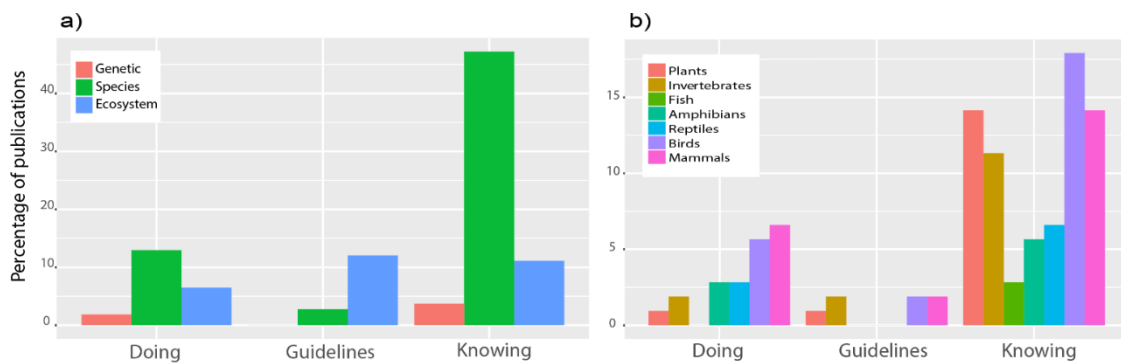 a)
Percentage of publications
40
30
20
10
0
Genetic
Species
Ecosystem
Doing
Guidelines
Knowing
b)
15
10
5
0
Plants
Invertebrates
Fish
Amphibians
Reptiles
Birds
Mammals
Doing
Guidelines
Knowing